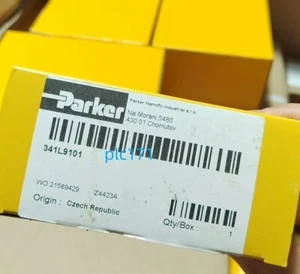 Parker
Parker Hannifin Industrial s.r.o.
Na Morani 5480
430 01 Chomutov
341L9101
plc171
WO 21589429
Z4423A
Origin : Czech Republic
Qty/Box :
1